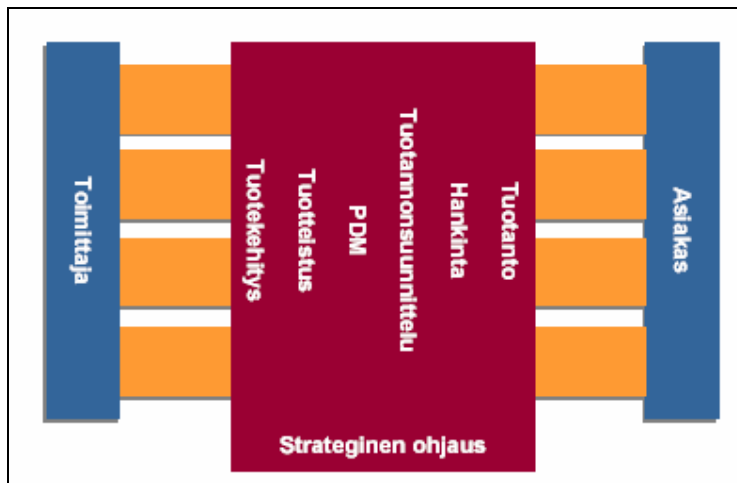 Toimittaja
Tuotekehitys
Tuotteistus
PDM
Tuotannonsuunnittelu
Hankinta
Tuotanto
Asiakas
Strateginen ohjaus